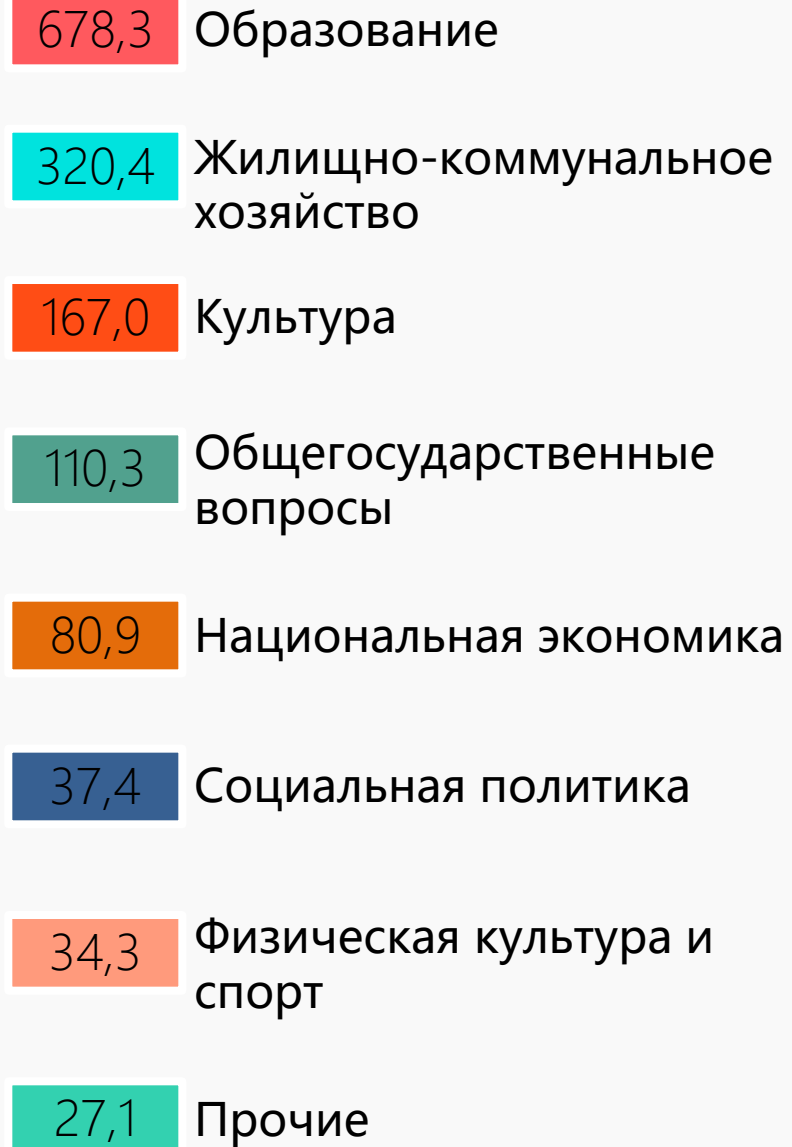 678,3 Образование
320,4 Жилищно-коммунальное
хозяйство
167,0 Культура
110,3 Общегосударственные
вопросы
80,9 Национальная экономика
37,4 Социальная политика
34,3 Физическая культура и
спорт
27,1 Прочие